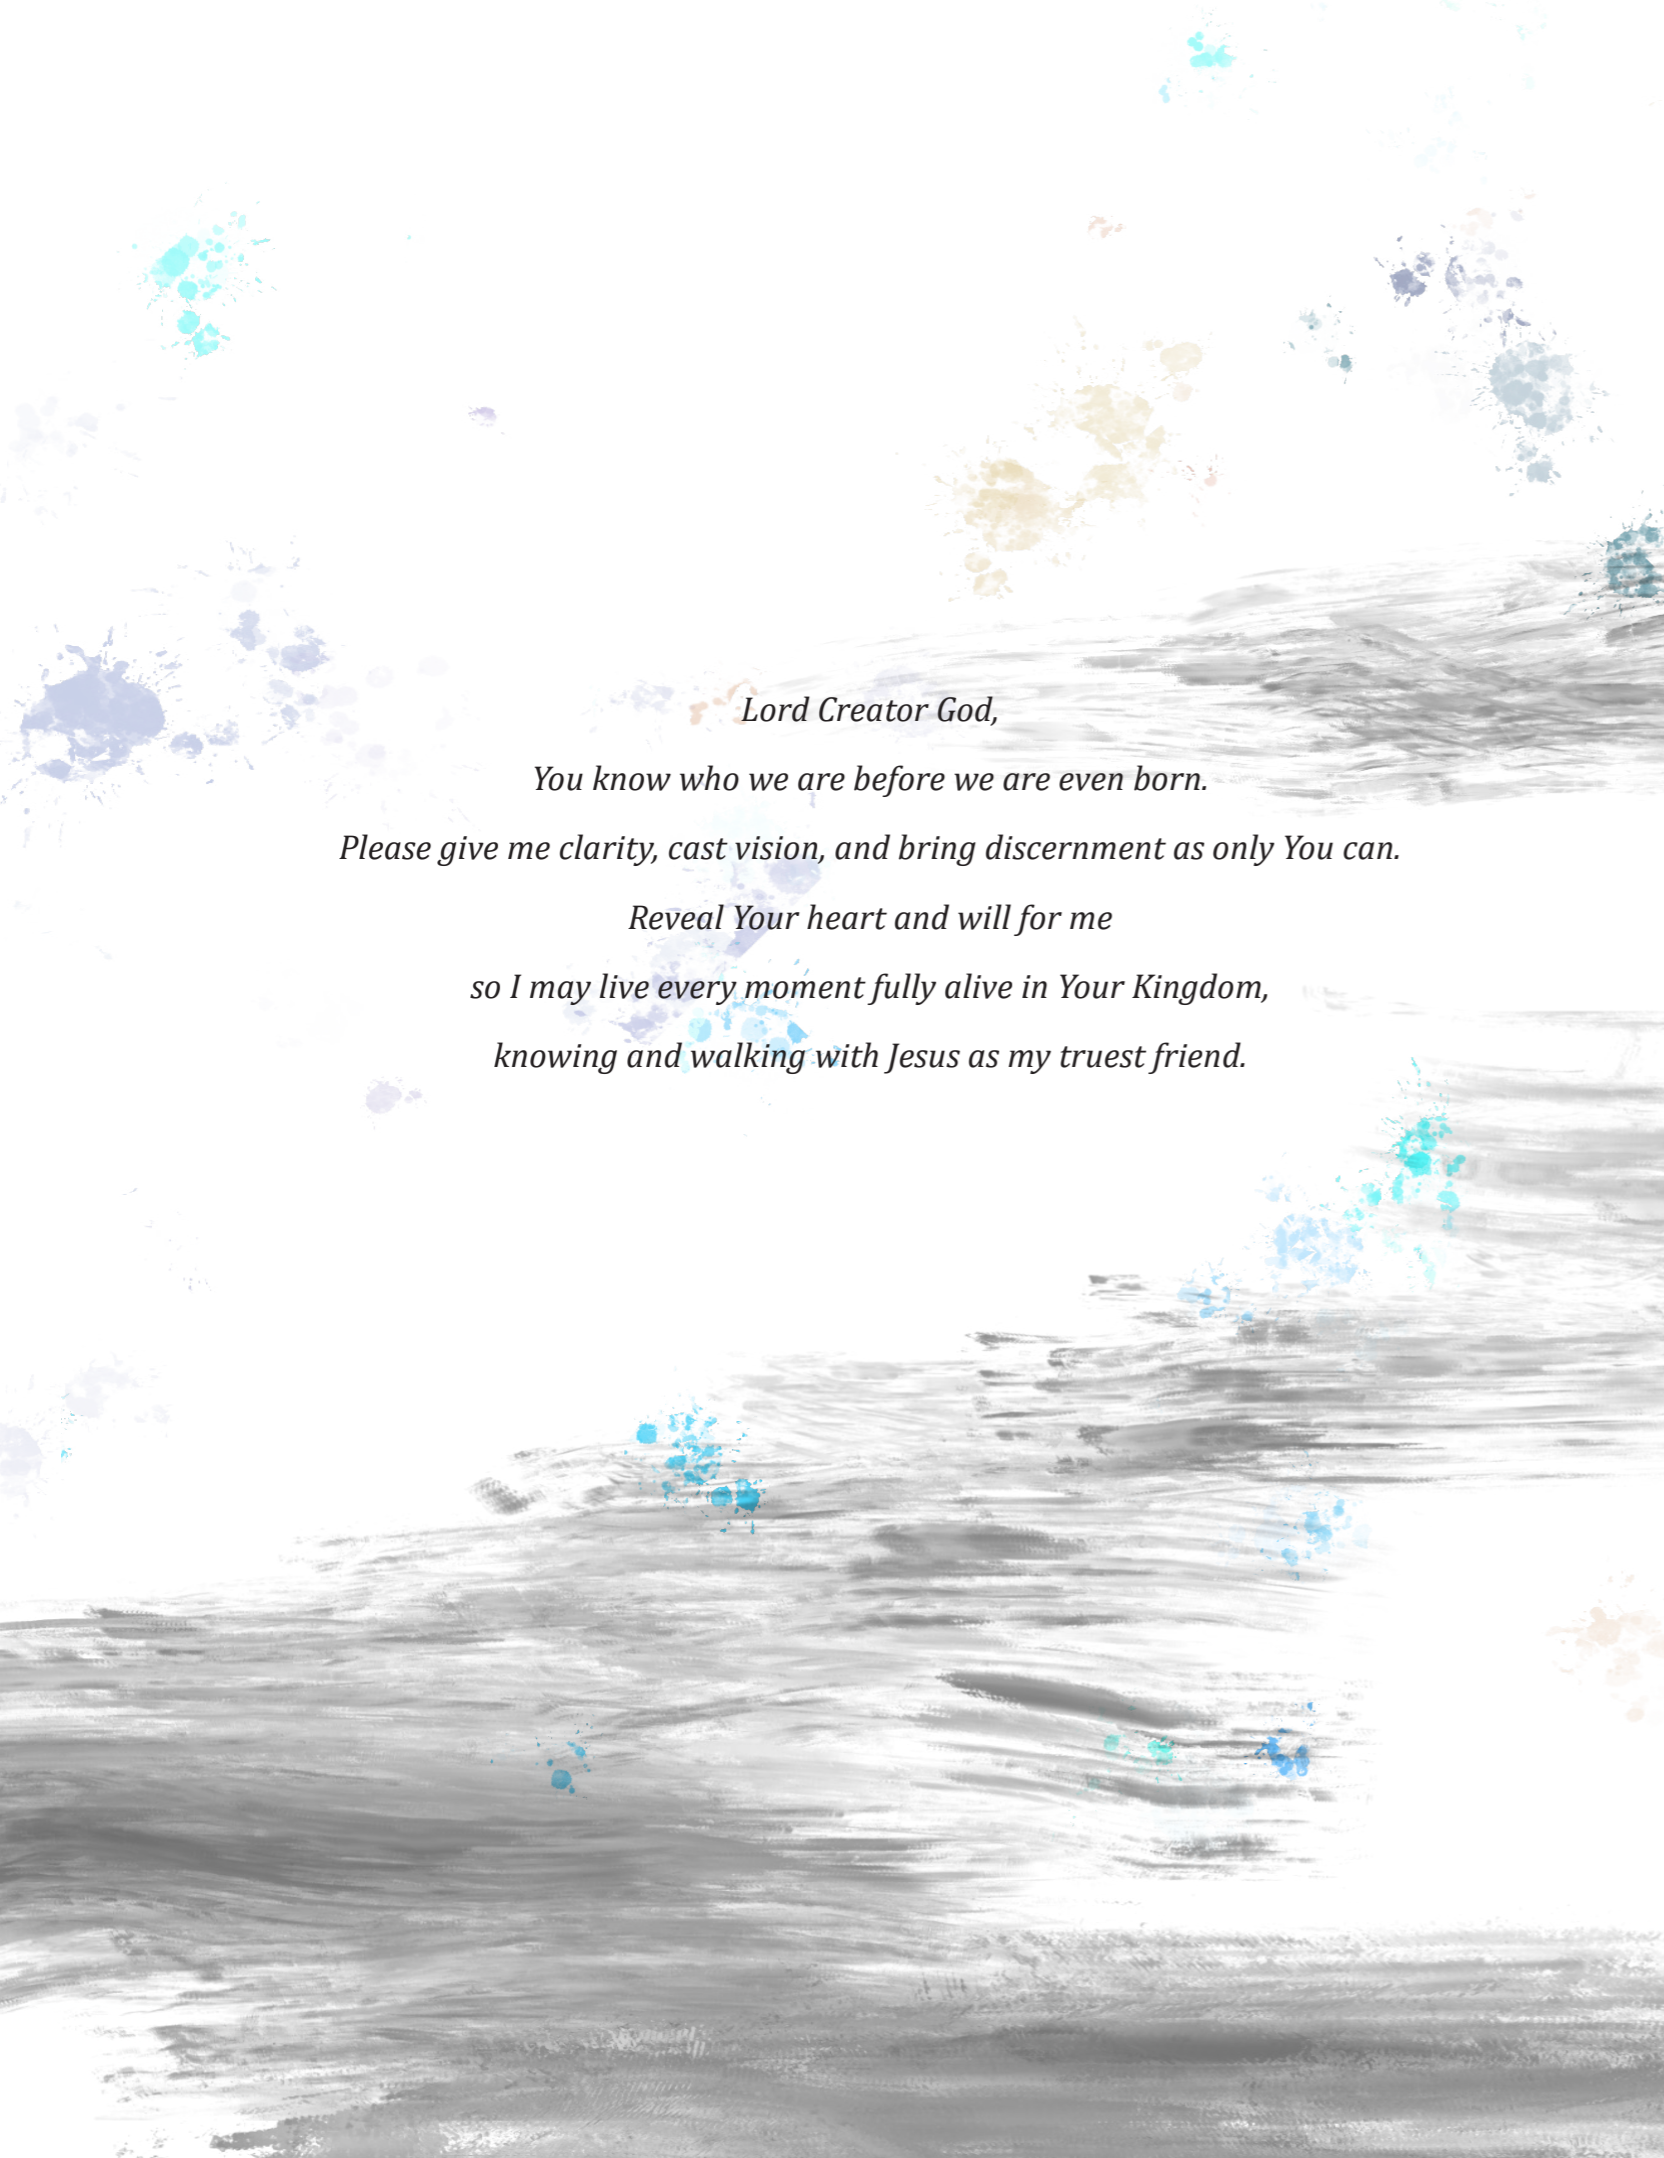 Lord Creator God,
You know who we are before we are even born.
Please give me clarity, cast vision, and bring discernment as only You can.
Reveal Your heart and will for me
so I may live every moment fully alive in Your Kingdom,
knowing and walking with Jesus as my truest friend.